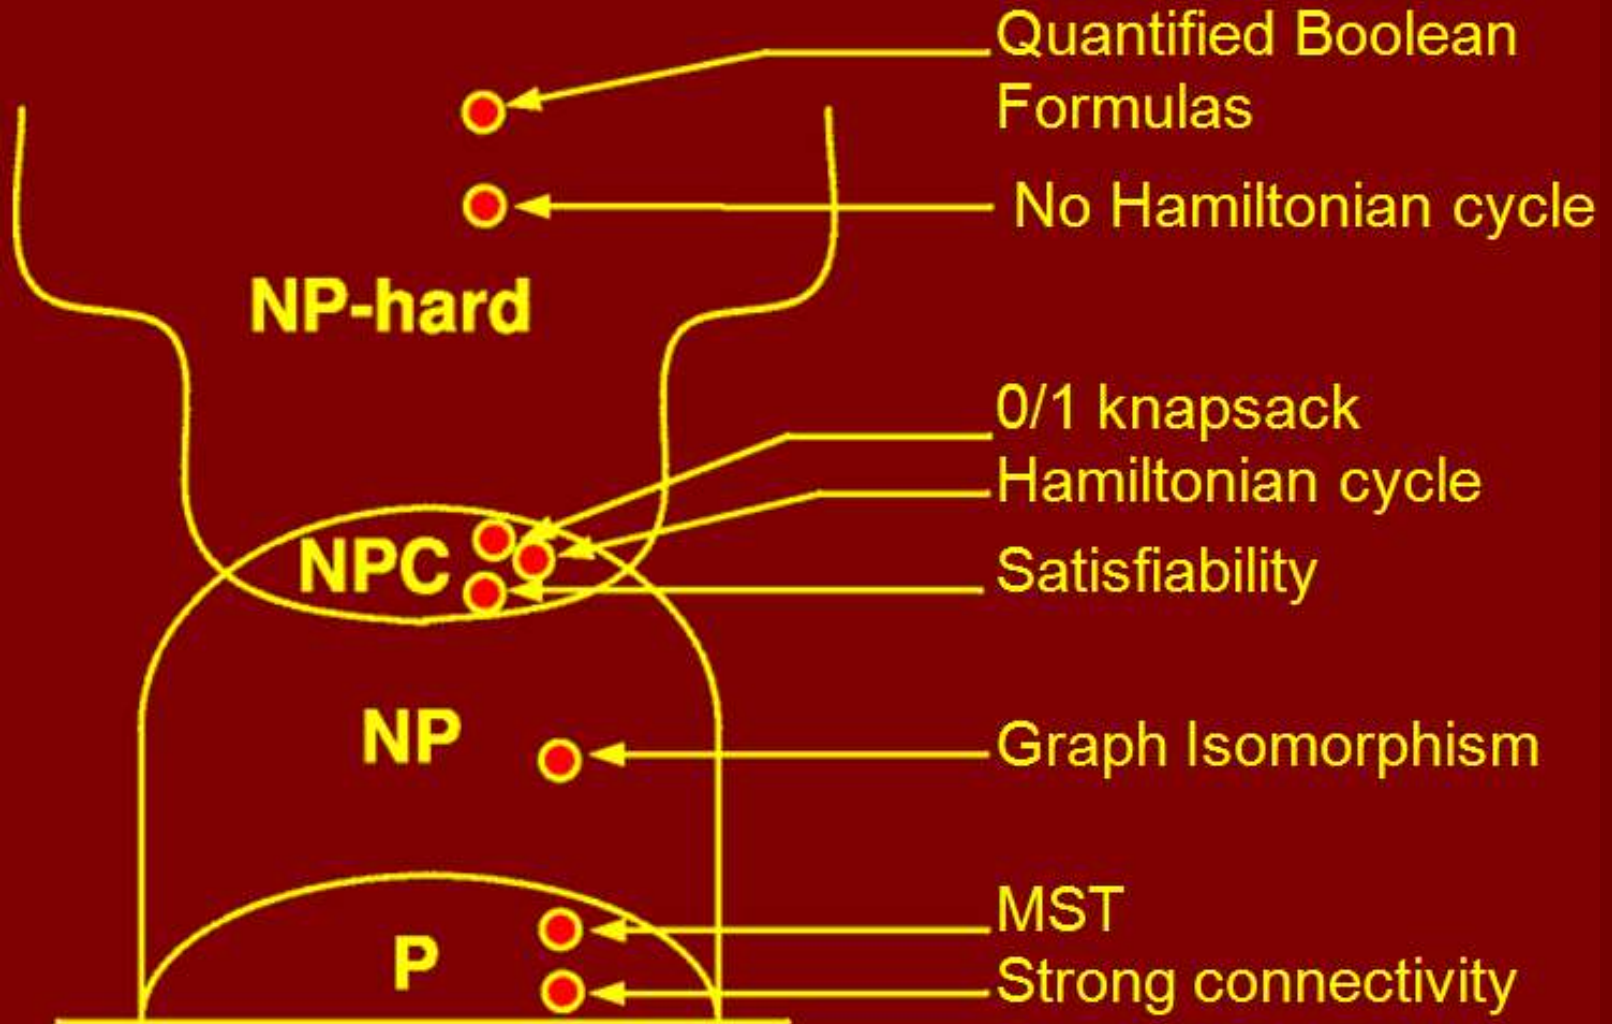 Quantified Boolean
Formulas
No Hamiltonian cycle
NP-hard
0/1 knapsack
Hamiltonian cycle
NPC
Satisfiability
NP
Graph Isomorphism
MST
P
Strong connectivity